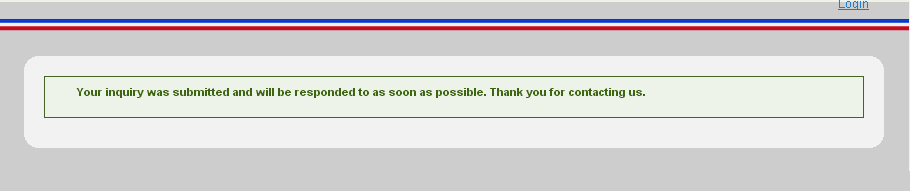 Login
Your inquiry was submitted and will be responded to as soon as possible. Thank you for contacting us.